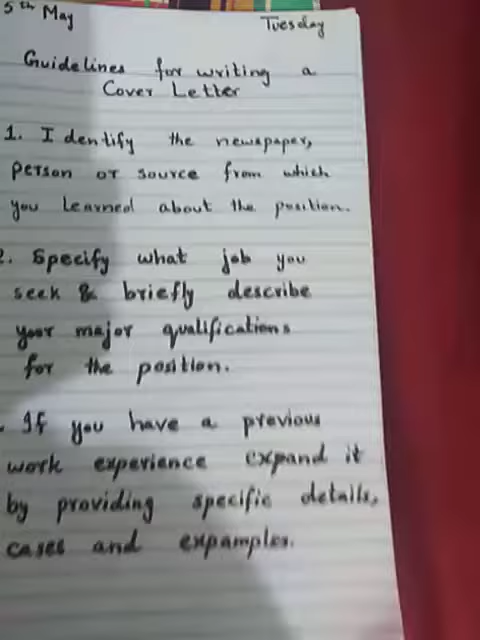 5th May Tuesday
Guidelines for writing a
Cover Letter
1. Identify the newspaper,
person or source from which
you Learned about the position.
2. Specify what job you
seek & briefly describe
your major qualifications
for the position.
. If you have a previous
work experience expand it
by providing specific details,
cases and expamples.